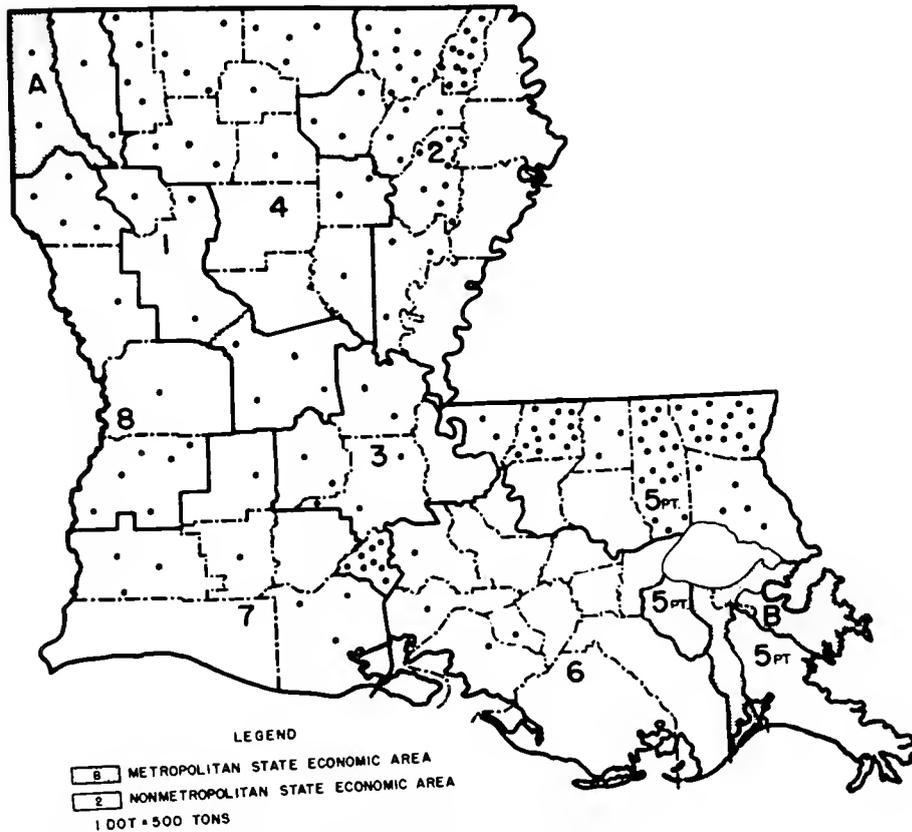 A
2
4
1
8
3
5PT.
7
5PT.
B
5PT
6
LEGEND
B METROPOLITAN STATE ECONOMIC AREA
2 NONMETROPOLITAN STATE ECONOMIC AREA
1 DOT = 500 TONS